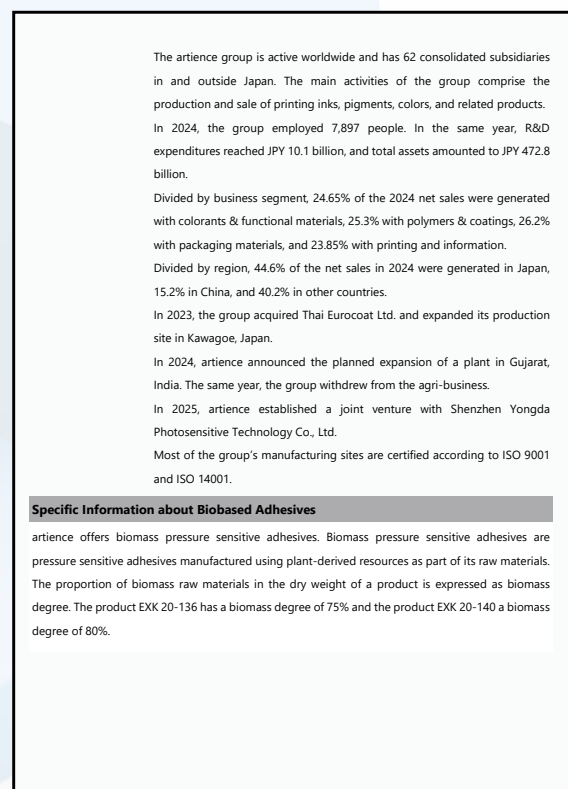 The artience group is active worldwide and has 62 consolidated subsidiaries
in and outside Japan. The main activities of the group comprise the
production and sale of printing inks, pigments, colors, and related products.
In 2024, the group employed 7,897 people. In the same year, R&D
expenditures reached JPY 10.1 billion, and total assets amounted to JPY 472.8
billion.
Divided by business segment, 24.65% of the 2024 net sales were generated
with colorants & functional materials, 25.3% with polymers & coatings, 26.2%
with packaging materials, and 23.85% with printing and information.
Divided by region, 44.6% of the net sales in 2024 were generated in Japan,
15.2% in China, and 40.2% in other countries.
In 2023, the group acquired Thai Eurocoat Ltd. and expanded its production
site in Kawagoe, Japan.
In 2024, artience announced the planned expansion of a plant in Gujarat,
India. The same year, the group withdrew from the agri-business.
In 2025, artience established a joint venture with Shenzhen Yongda
Photosensitive Technology Co., Ltd.
Most of the group's manufacturing sites are certified according to ISO 9001
and ISO 14001.
Specific Information about Biobased Adhesives
artience offers biomass pressure sensitive adhesives. Biomass pressure sensitive adhesives are
pressure sensitive adhesives manufactured using plant-derived resources as part of its raw materials.
The proportion of biomass raw materials in the dry weight of a product is expressed as biomass
degree. The product EXK 20-136 has a biomass degree of 75% and the product EXK 20-140 a biomass
degree of 80%.